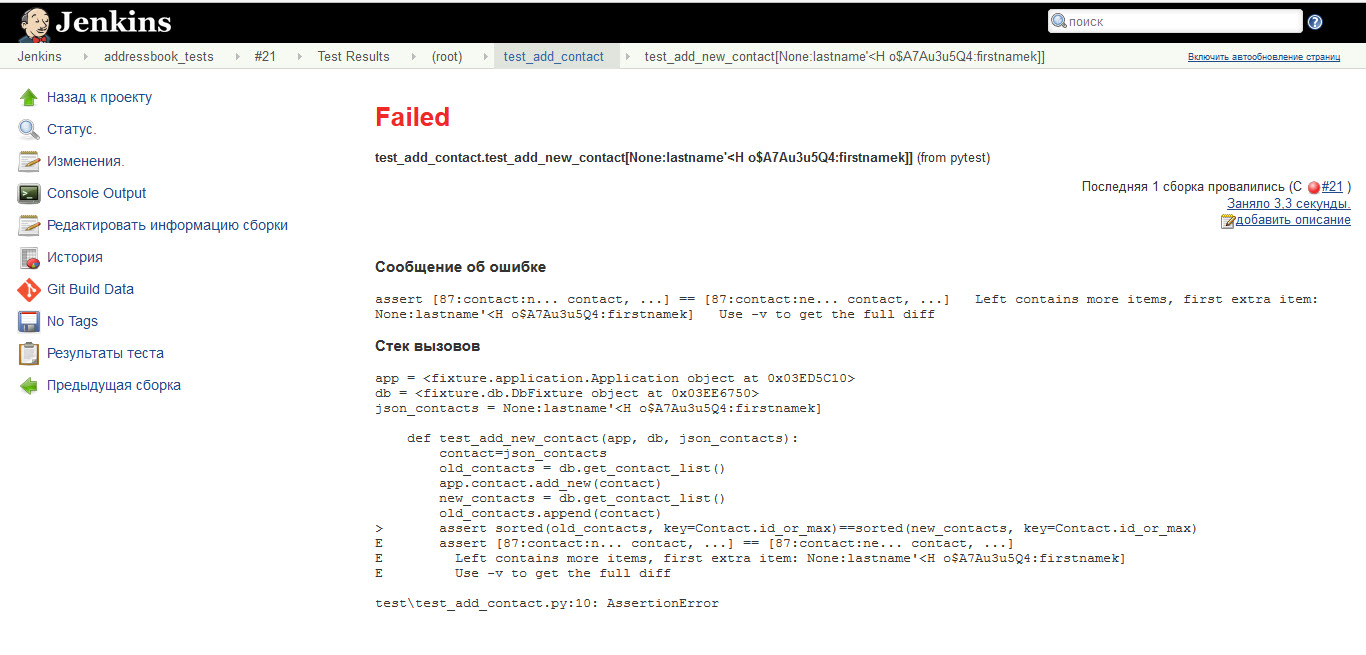 Jenkins
поиск
Jenkins addressbook_tests #21 Test Results (root) test_add_contact test_add_new_contact[None:lastname'<H o$A7Au3u5Q4:firstnamek]]
Включить автообновление страниц
Назад к проекту
Статус.
Изменения.
Console Output
Редактировать информацию сборки
История
Git Build Data
No Tags
Результаты теста
Предыдущая сборка
Failed
test_add_contact.test_add_new_contact[None:lastname'<H o$A7Au3u5Q4:firstnamek]] (from pytest)
Последняя 1 сборка провалились (С #21 )
Заняло 3,3 секунды.
добавить описание
Сообщение об ошибке
assert [87:contact:n... contact, ...] == [87:contact:ne... contact, ...]   Left contains more items, first extra item:
None:lastname'<H o$A7Au3u5Q4:firstnamek]   Use -v to get the full diff
Стек вызовов
app = <fixture.application.Application object at 0x03ED5C10>
db = <fixture.db.DbFixture object at 0x03EE6750>
json_contacts = None:lastname'<H o$A7Au3u5Q4:firstnamek]
    def test_add_new_contact(app, db, json_contacts):
        contact=json_contacts
        old_contacts = db.get_contact_list()
        app.contact.add_new(contact)
        new_contacts = db.get_contact_list()
        old_contacts.append(contact)
>       assert sorted(old_contacts, key=Contact.id_or_max)==sorted(new_contacts, key=Contact.id_or_max)
E       assert [87:contact:n... contact, ...] == [87:contact:ne... contact, ...]
E         Left contains more items, first extra item: None:lastname'<H o$A7Au3u5Q4:firstnamek]
E         Use -v to get the full diff
test\test_add_contact.py:10: AssertionError